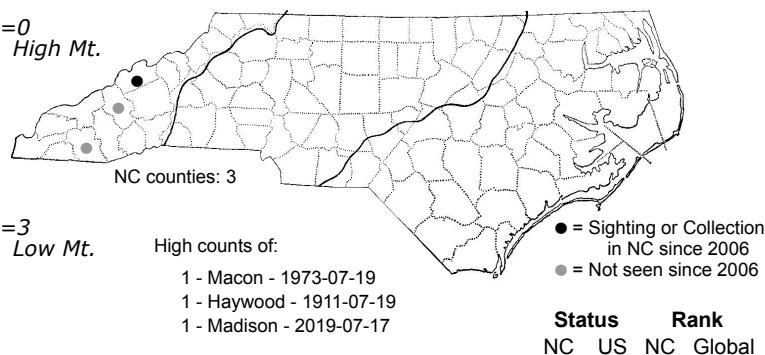 =0
High Mt.
NC counties: 3
=3
Low Mt.
High counts of:
1 - Macon - 1973-07-19
1 - Haywood - 1911-07-19
1 - Madison - 2019-07-17
● = Sighting or Collection
in NC since 2006
● = Not seen since 2006
Status Rank
NC US NC Global